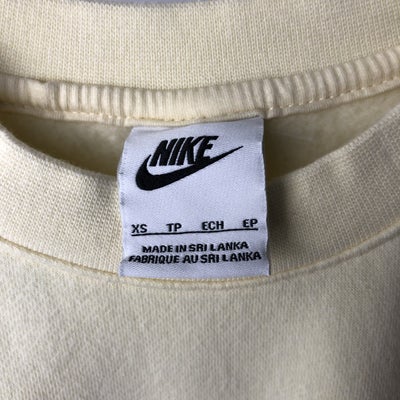 NIKE
XS TP ECH EP
MADE IN SRI LANKA
FABRIQUE AU SRI LANKA